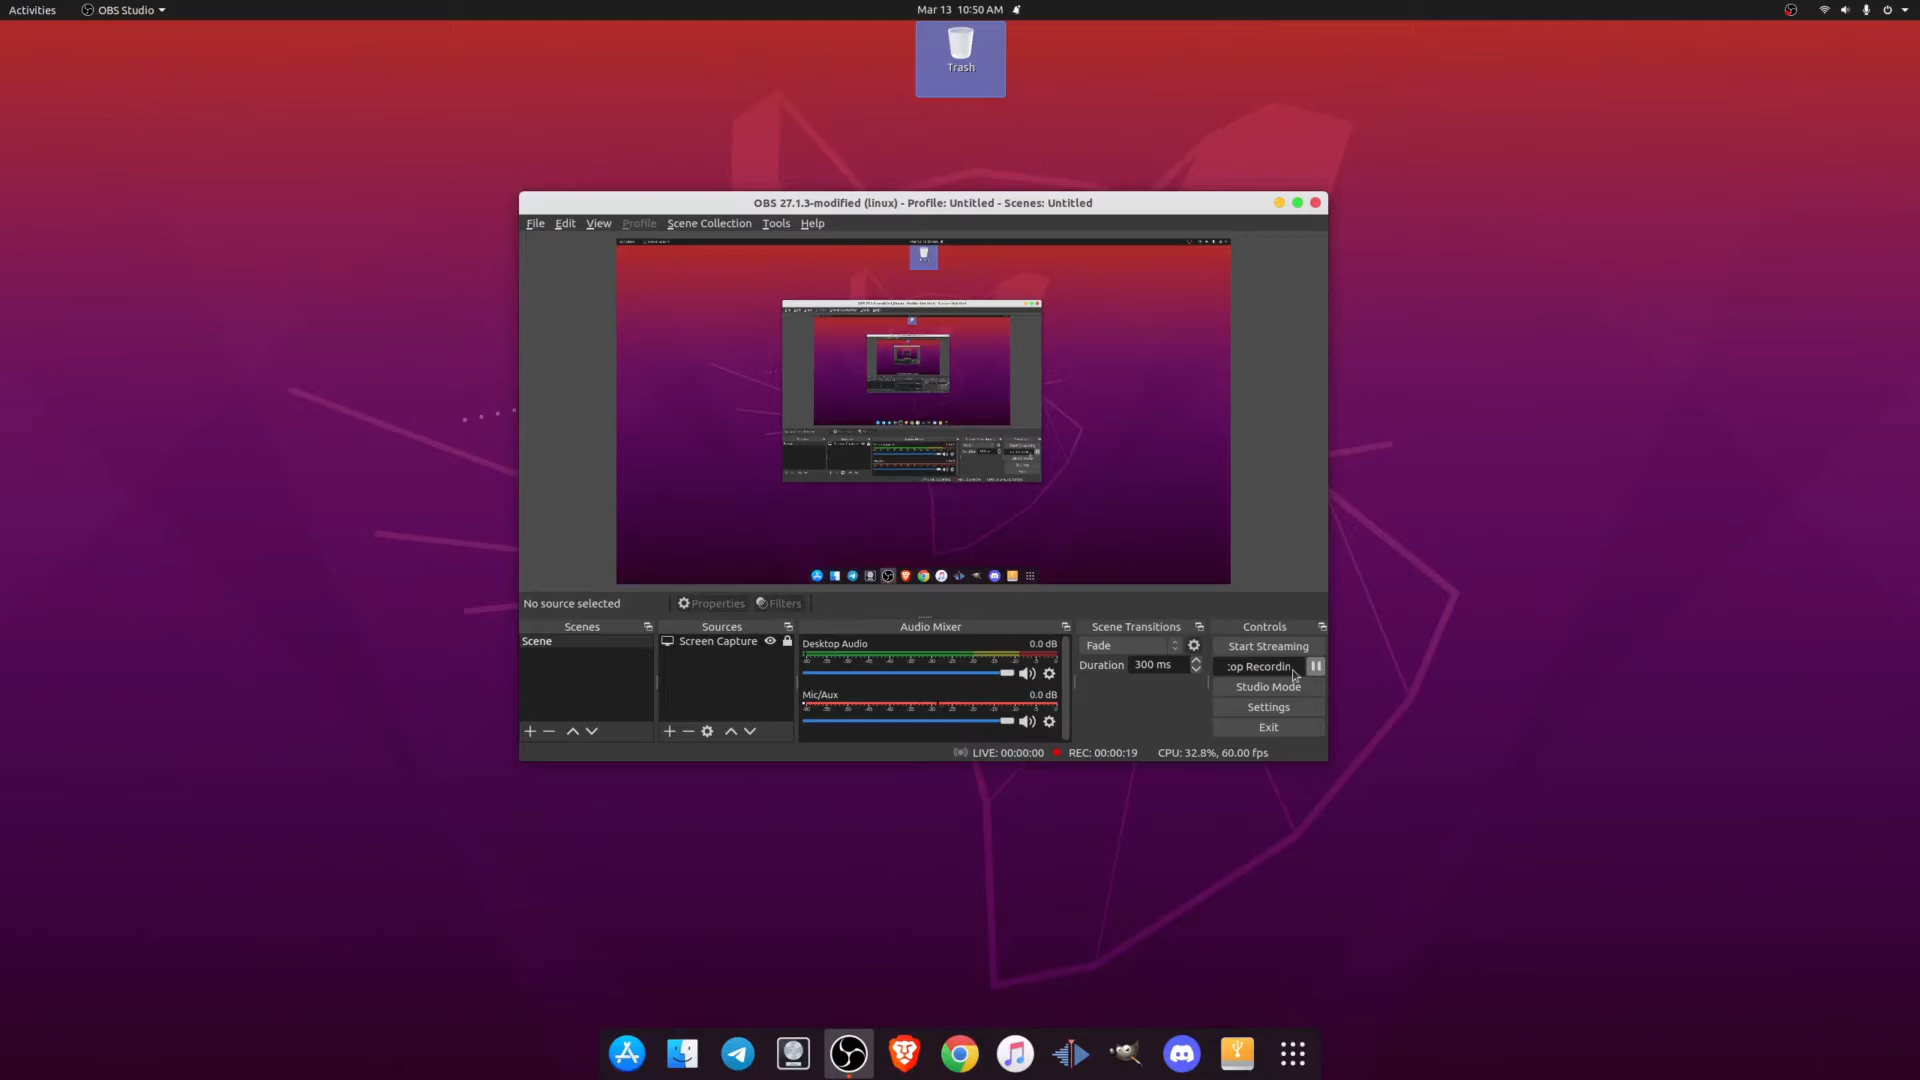 Activities
OBS Studio
Mar 13 10:50 AM
Trash
OBS 27.1.3-modified (linux) - Profile: Untitled - Scenes: Untitled
File Edit View Profile Scene Collection Tools Help
No source selected
Properties
Filters
Scenes
Scene
Sources
Screen Capture
Audio Mixer
Desktop Audio 0.0 dB
Mic/Aux 0.0 dB
Scene Transitions
Fade
Duration 300 ms
Controls
Start Streaming
:op Recordin
Studio Mode
Settings
Exit
LIVE: 00:00:00
REC: 00:00:19
CPU: 32.8%, 60.00 fps